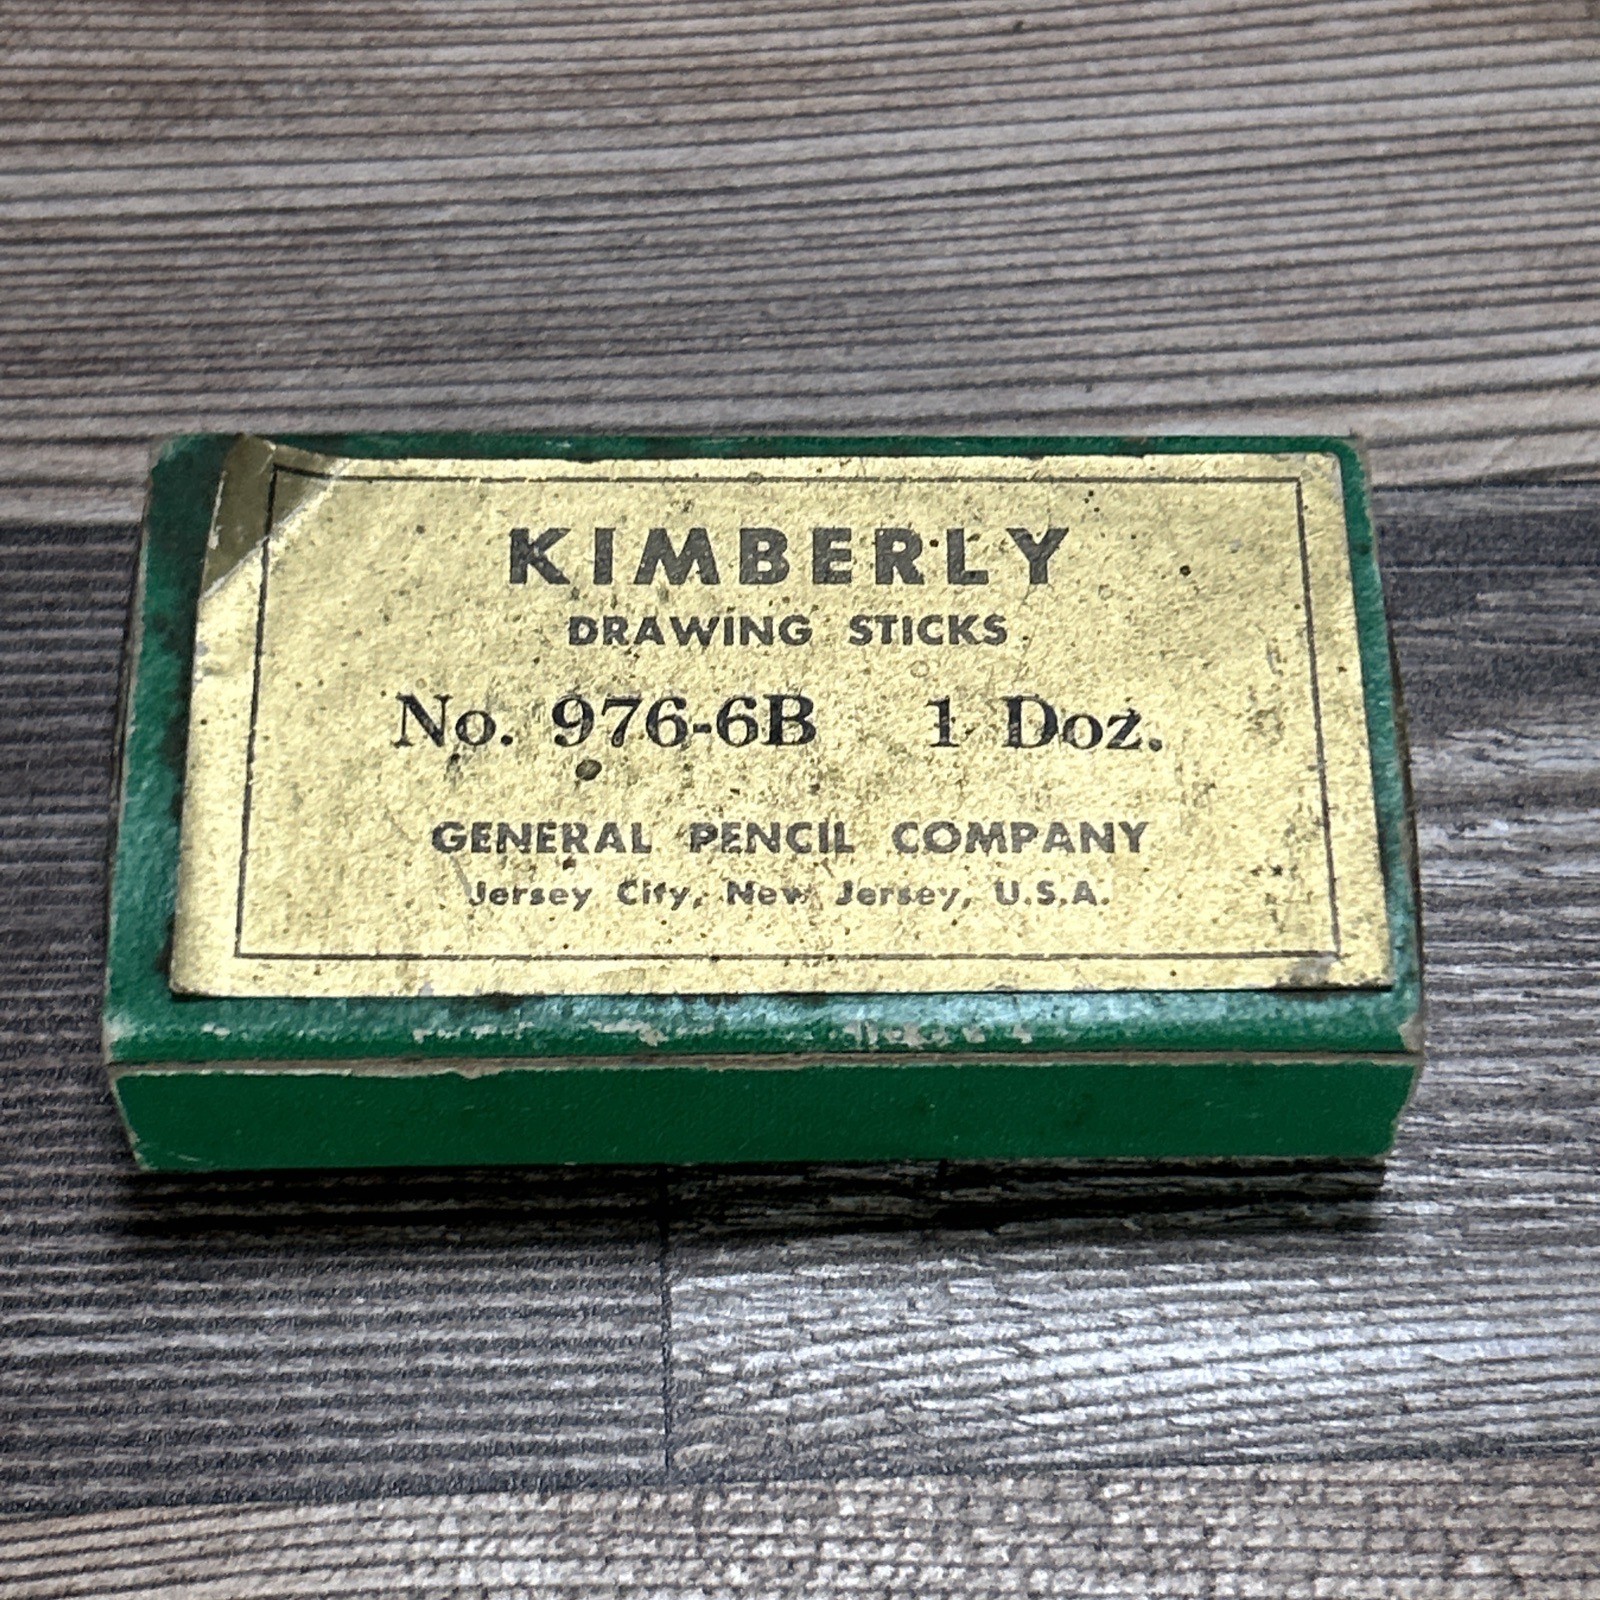 KIMBERLY
DRAWING STICKS
No. 976-6B 1 Doz.
GENERAL PENCIL COMPANY
Jersey City, New Jersey, U.S.A.